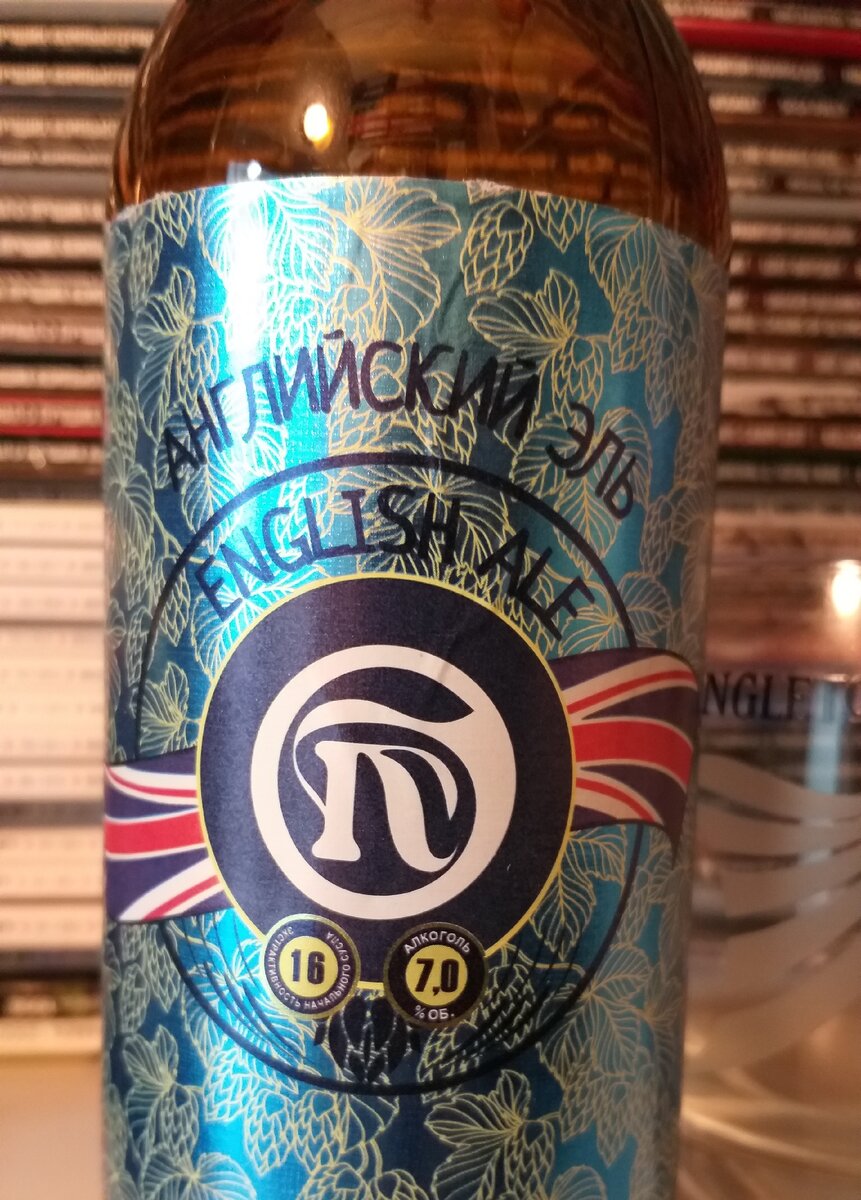 АНГЛИЙСКИЙ ЭЛЬ
ENGLISH ALE
16
ЭКСТРАКТИВНОСТЬ НАЧАЛЬНОГО СУСЛА
АЛКОГОЛЬ
7,0
% ОБ.